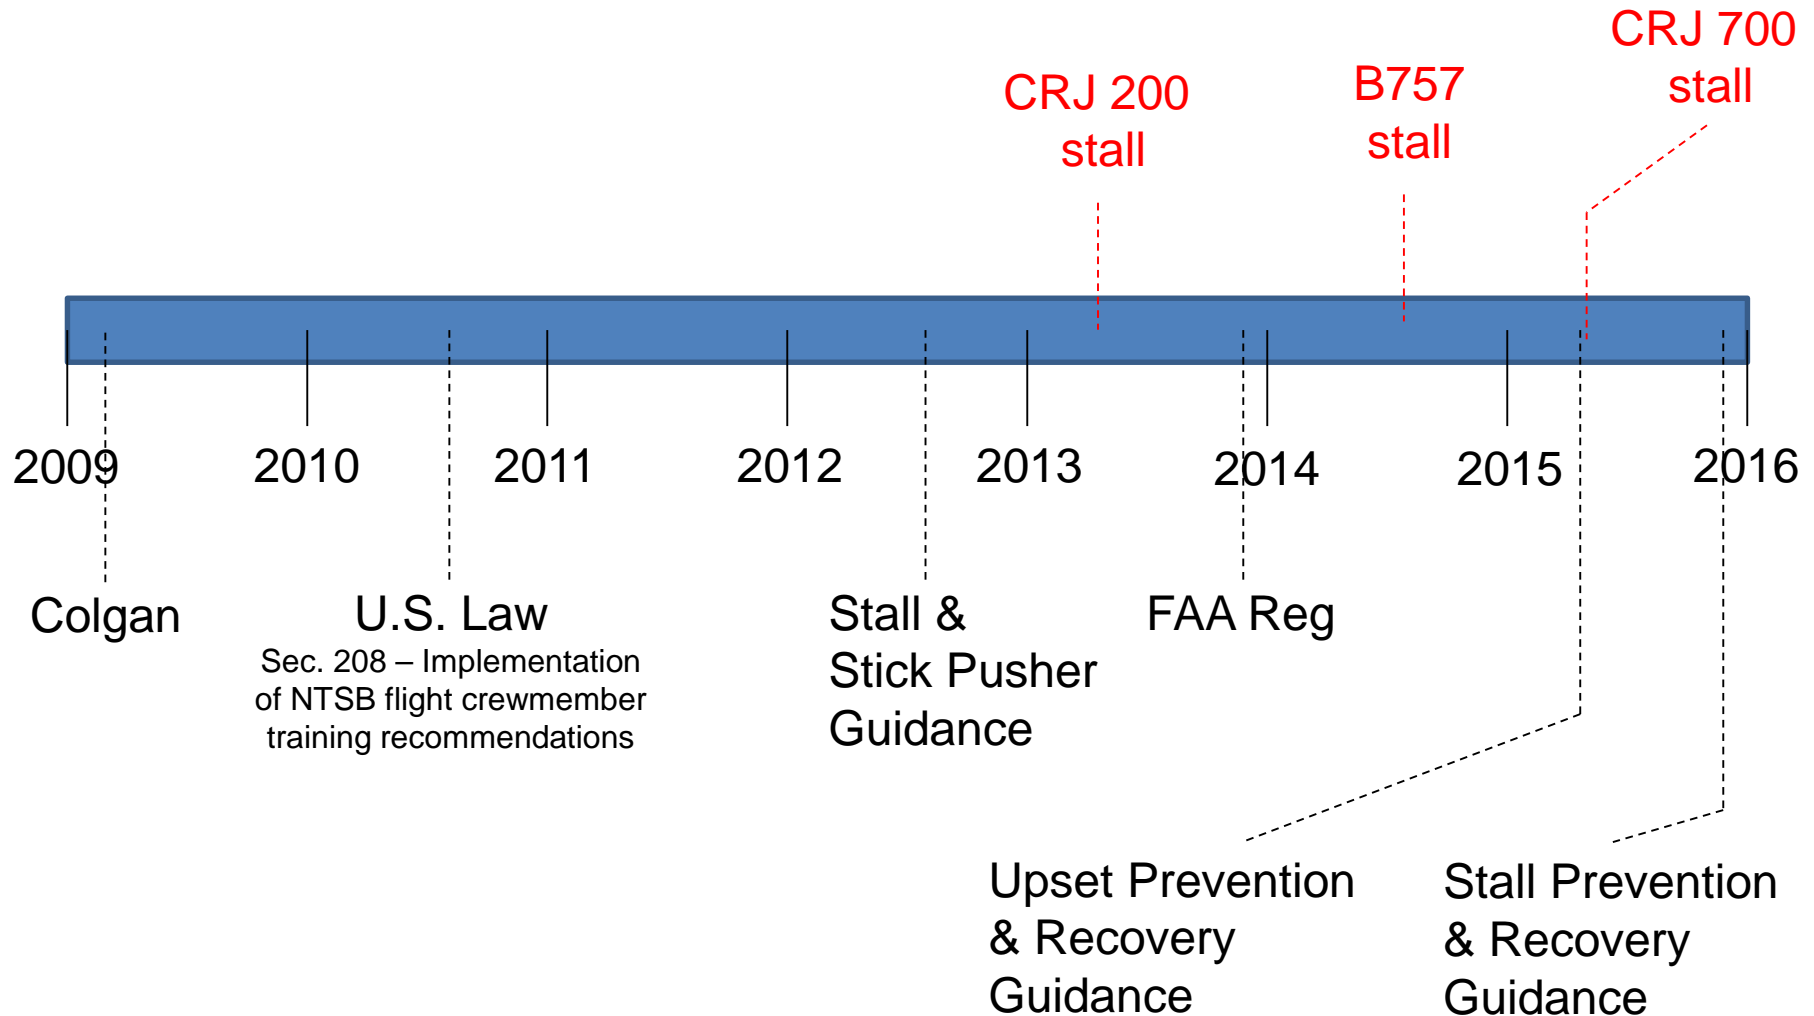 CRJ 700
stall
CRJ 200
stall
B757
stall
2009
2010
2011
2012
2013
2014
2015
2016
Colgan
U.S. Law
Sec. 208 – Implementation
of NTSB flight crewmember
training recommendations
Stall &
Stick Pusher
Guidance
FAA Reg
Upset Prevention
& Recovery
Guidance
Stall Prevention
& Recovery
Guidance